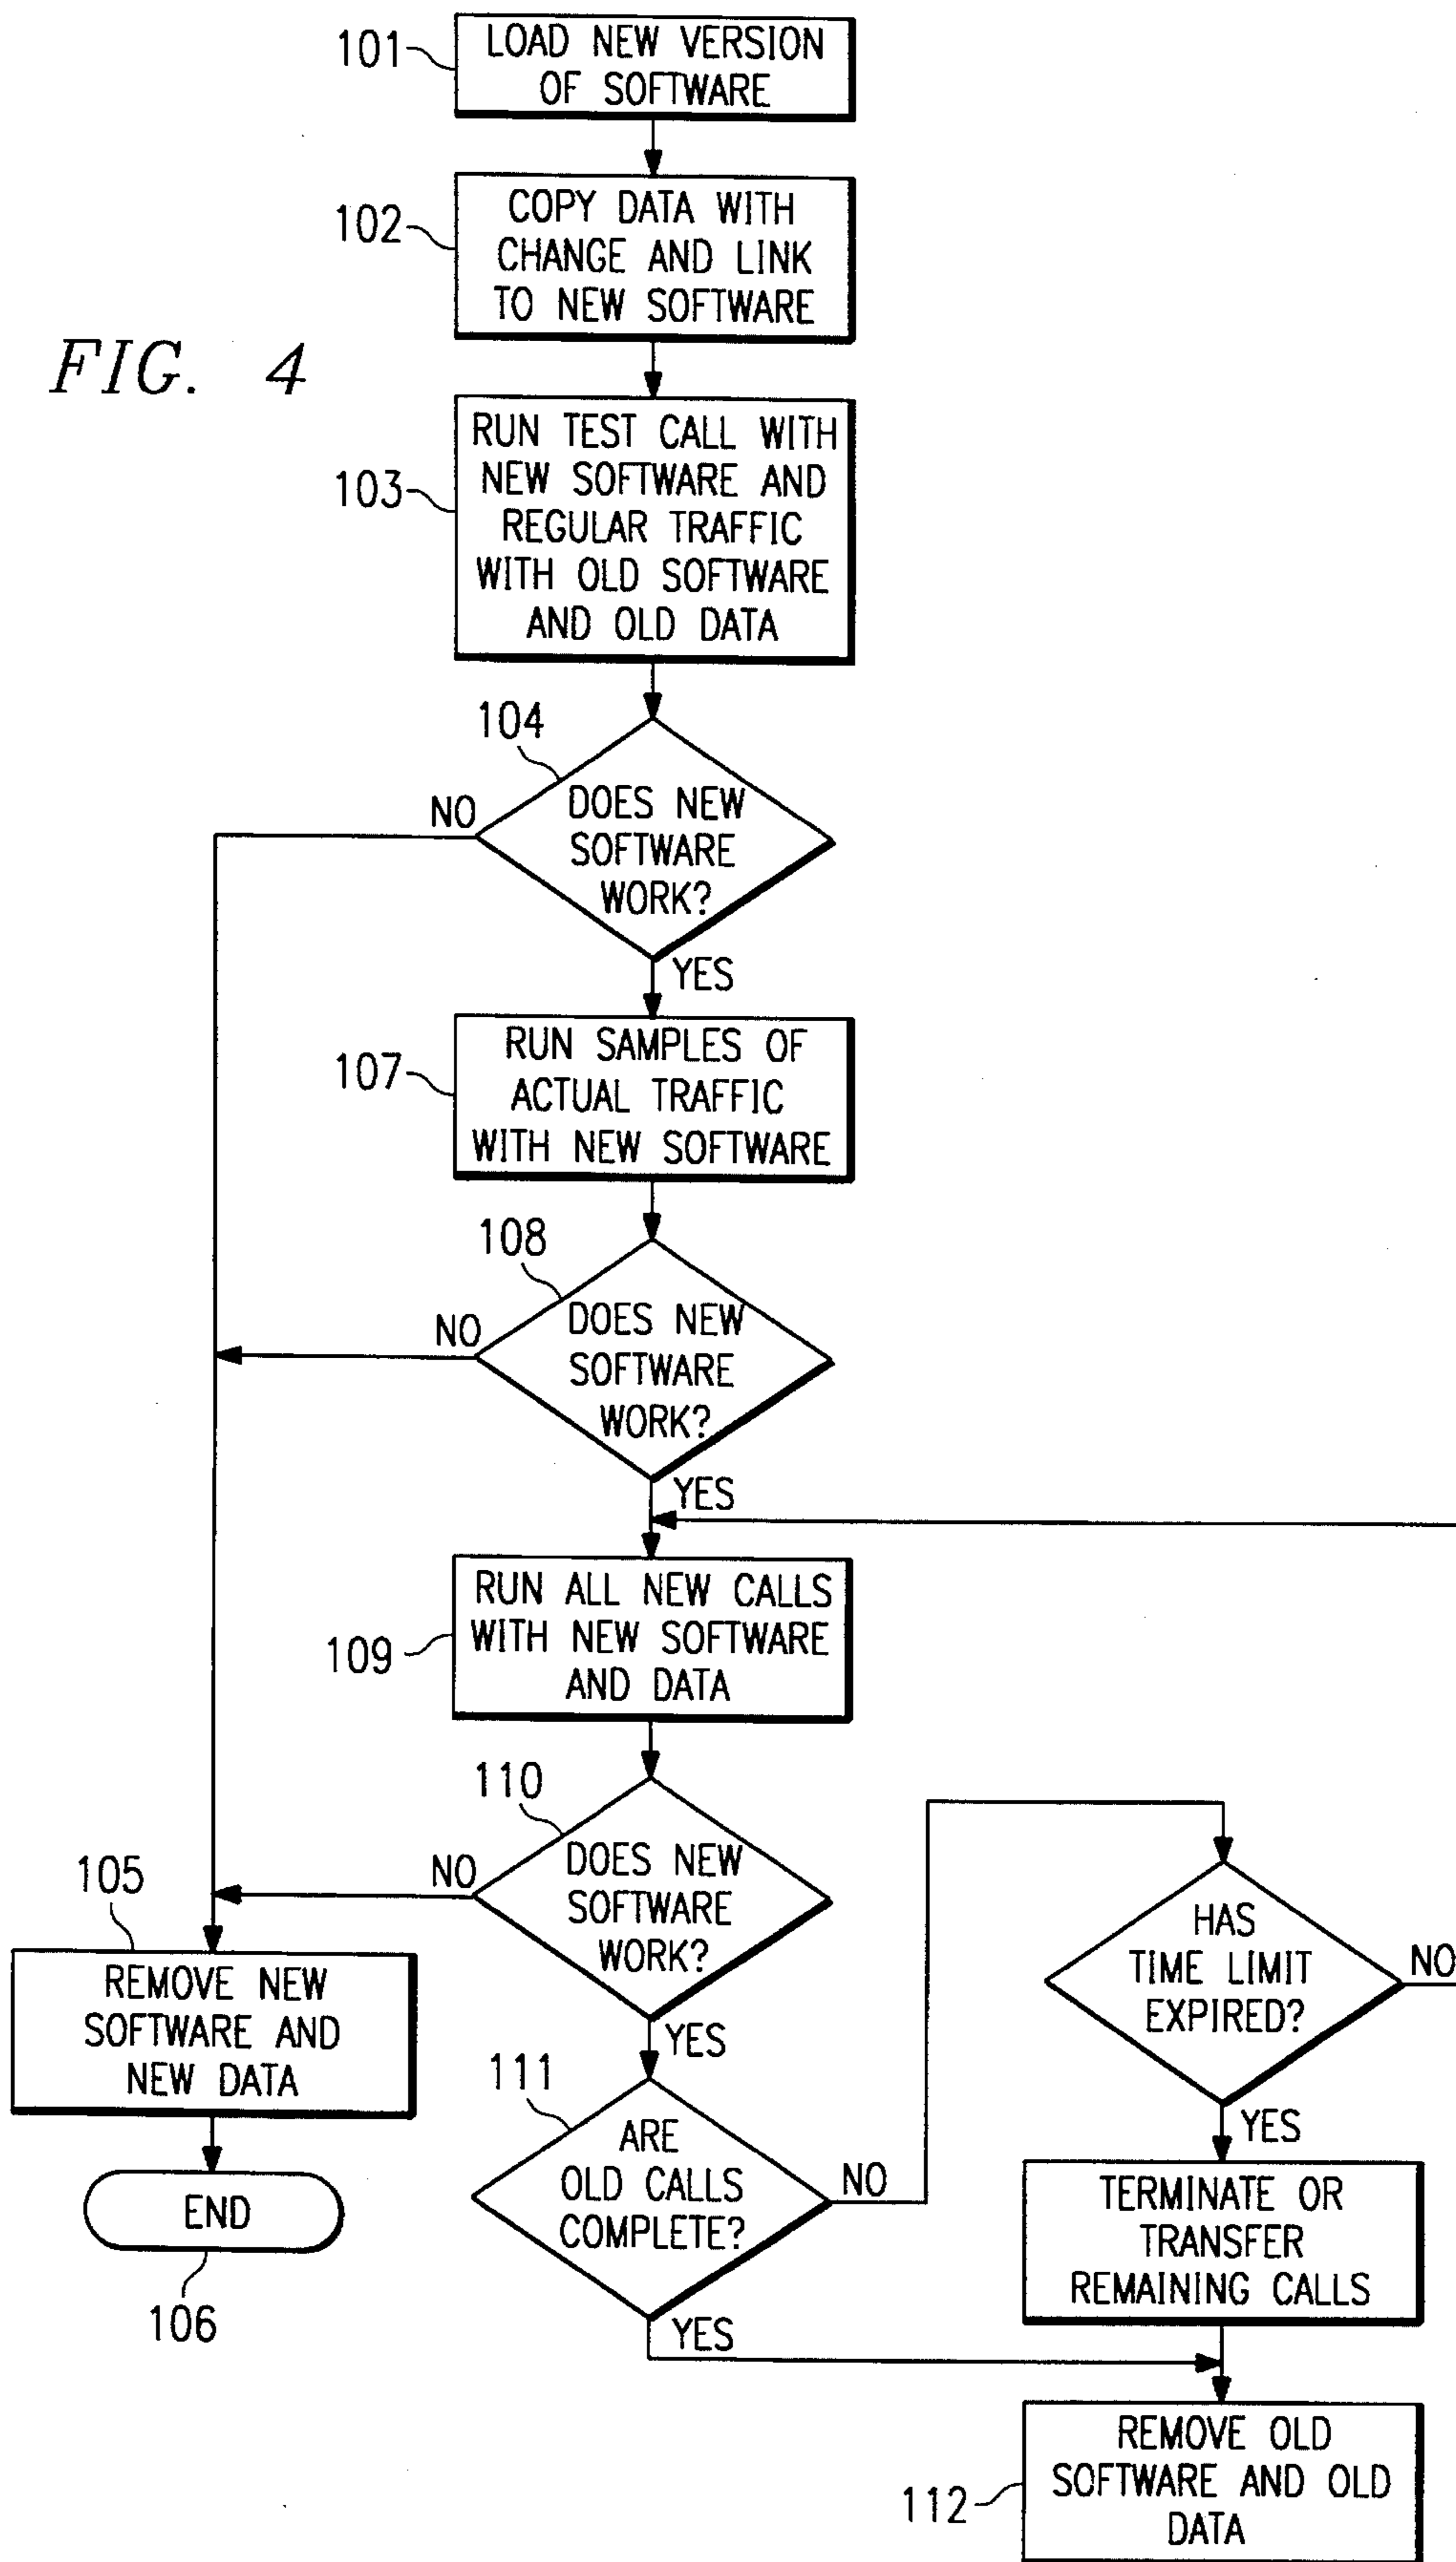 101
LOAD NEW VERSION
OF SOFTWARE
102
COPY DATA WITH
CHANGE AND LINK
TO NEW SOFTWARE
FIG. 4
103
RUN TEST CALL WITH
NEW SOFTWARE AND
REGULAR TRAFFIC
WITH OLD SOFTWARE
AND OLD DATA
104
NO
DOES NEW
SOFTWARE
WORK?
YES
107
RUN SAMPLES OF
ACTUAL TRAFFIC
WITH NEW SOFTWARE
108
NO
DOES NEW
SOFTWARE
WORK?
YES
109
RUN ALL NEW CALLS
WITH NEW SOFTWARE
AND DATA
110
NO
DOES NEW
SOFTWARE
WORK?
YES
105
REMOVE NEW
SOFTWARE AND
NEW DATA
END
106
111
ARE
OLD CALLS
COMPLETE?
NO
YES
HAS
TIME LIMIT
EXPIRED?
NO
YES
TERMINATE OR
TRANSFER
REMAINING CALLS
112
REMOVE OLD
SOFTWARE AND OLD
DATA